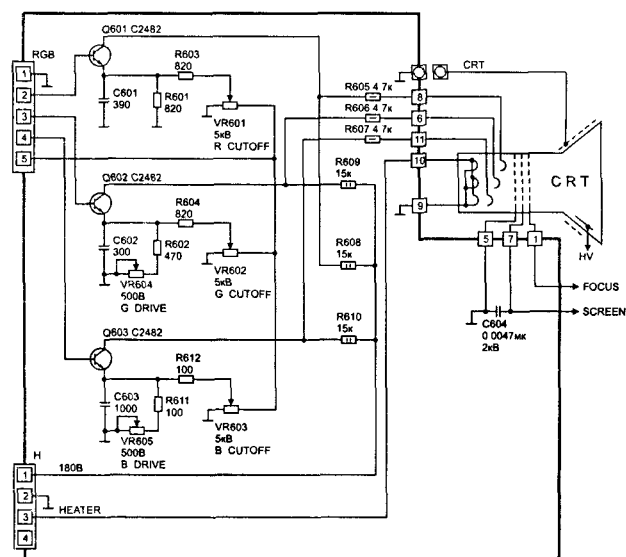 Q601 C2482
RGB
1
2
3
4
5
R603
820
C601
390
R601
820
VR601
5кВ
R CUTOFF
CRT
R605 4 7к
R606 4 7к
R607 4 7к
8
6
11
10
9
CRT
5
7
1
HV
FOCUS
SCREEN
C604
0 0047мк
2кВ
Q602 C2482
R609
15к
R604
820
C602
300
R602
470
VR604
500В
G DRIVE
VR602
5кВ
G CUTOFF
R608
15к
Q603 C2482
R610
15к
R612
100
C603
1000
R611
100
VR605
500В
B DRIVE
VR603
5кВ
B CUTOFF
H
1
2
3
4
180В
HEATER